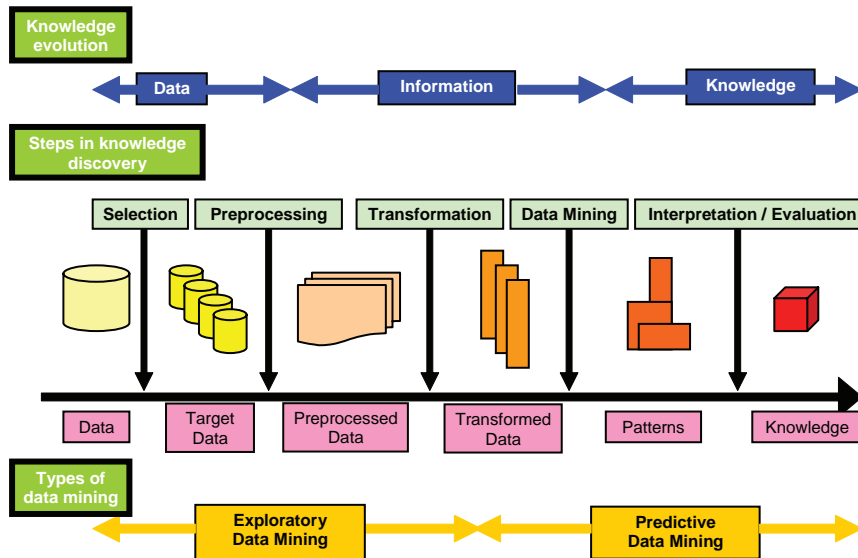 Knowledge
evolution
Data
Information
Knowledge
Steps in knowledge
discovery
Selection
Preprocessing
Transformation
Data Mining
Interpretation / Evaluation
Data
Target
Data
Preprocessed
Data
Transformed
Data
Patterns
Knowledge
Types of
data mining
Exploratory
Data Mining
Predictive
Data Mining